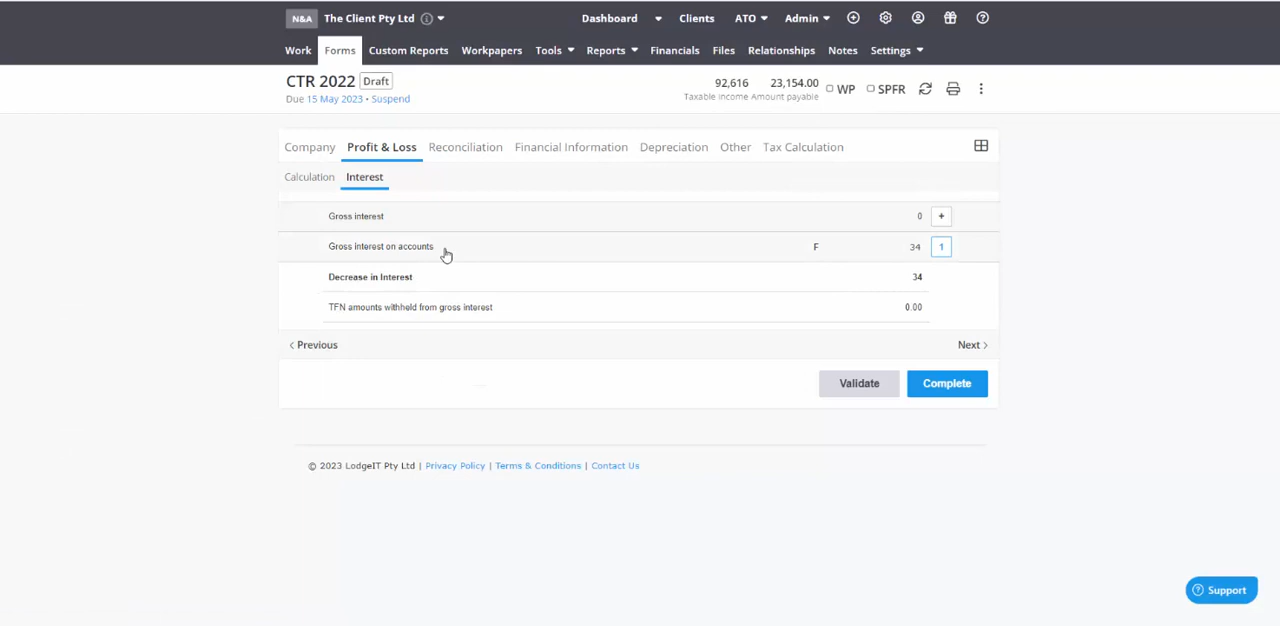 N&A The Client Pty Ltd Dashboard Clients ATO Admin
Work Forms Custom Reports Workpapers Tools Reports Financials Files Relationships Notes Settings
CTR 2022 Draft 92,616 23,154.00 WP SPFR
Due 15 May 2023 • Suspend Taxable Income Amount payable
Company Profit & Loss Reconciliation Financial Information Depreciation Other Tax Calculation
Calculation Interest
Gross interest 0 +
Gross interest on accounts F 34 1
Decrease in Interest 34
TFN amounts withheld from gross interest 0.00
< Previous Next >
Validate Complete
© 2023 LodgeIT Pty Ltd | Privacy Policy | Terms & Conditions | Contact Us
Support